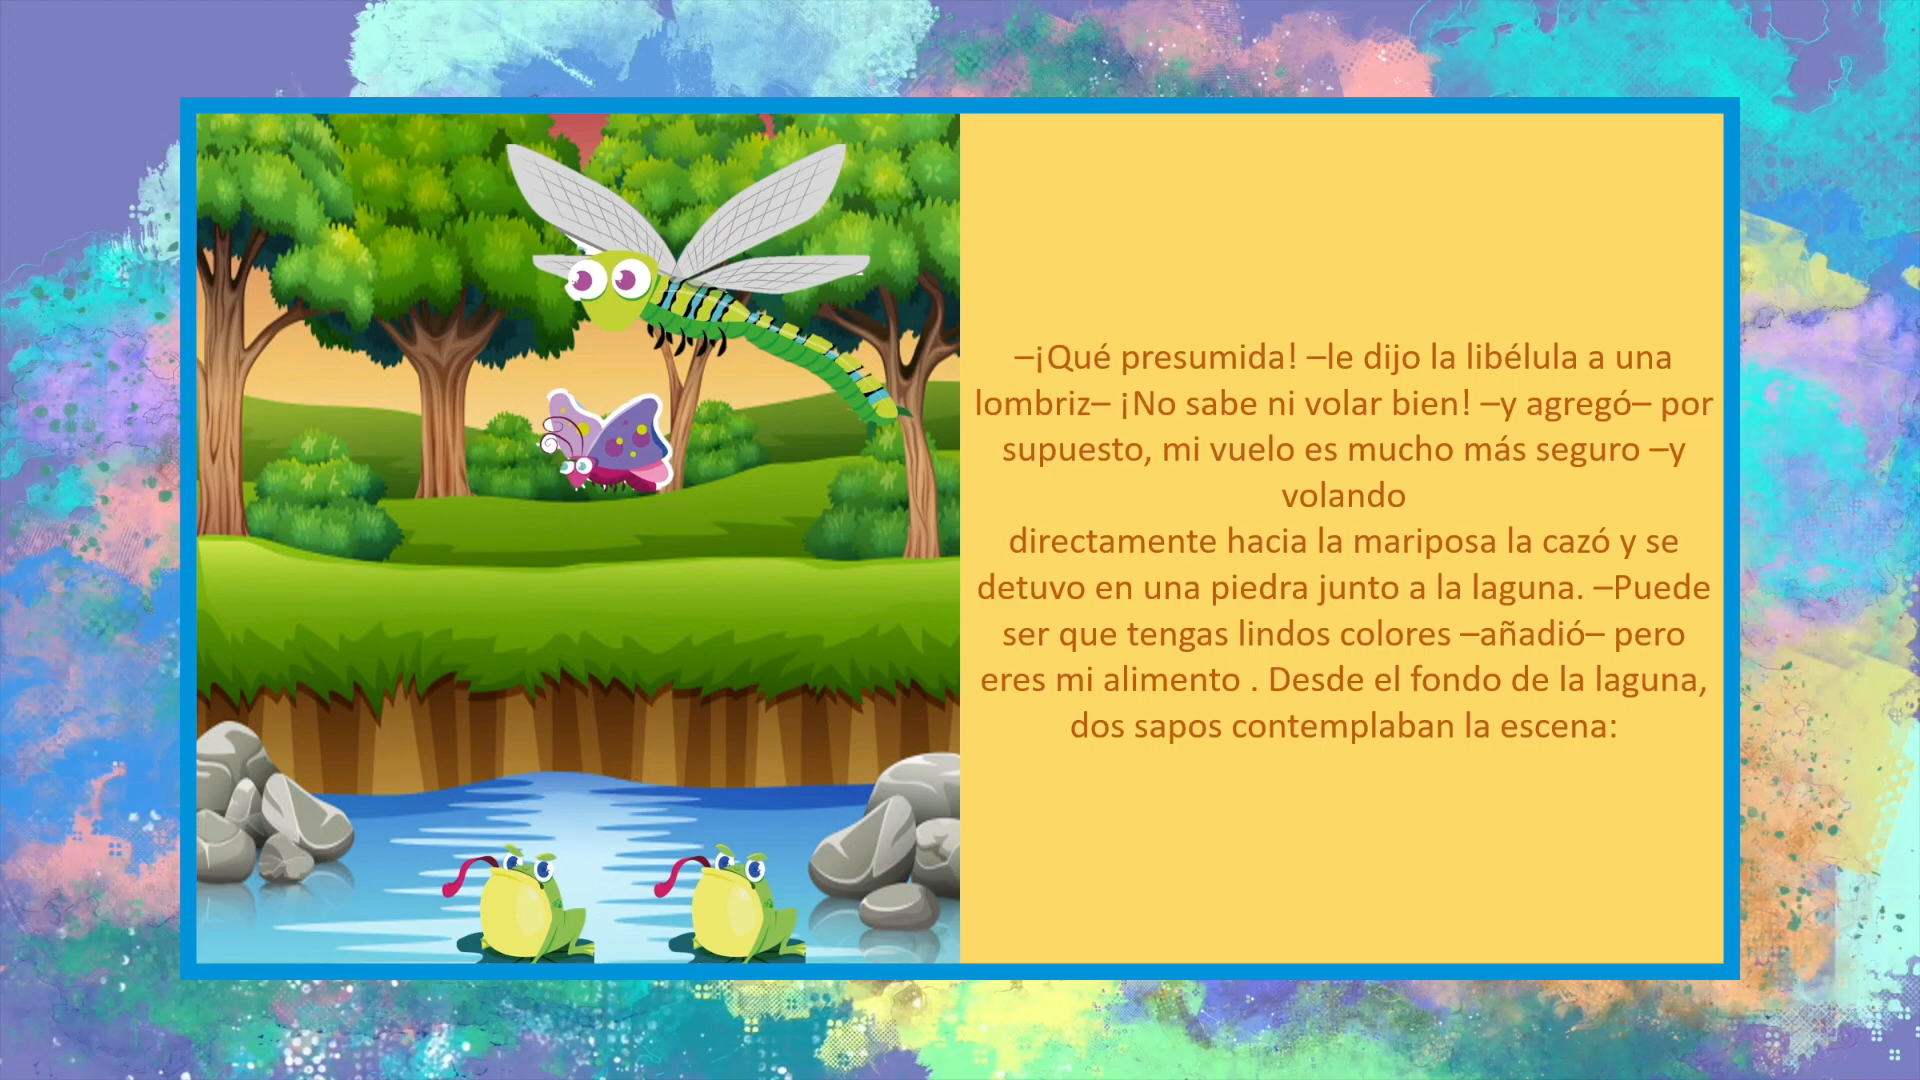 –¡Qué presumida! –le dijo la libélula a una
lombriz– ¡No sabe ni volar bien! –y agregó– por
supuesto, mi vuelo es mucho más seguro –y
volando
directamente hacia la mariposa la cazó y se
detuvo en una piedra junto a la laguna. –Puede
ser que tengas lindos colores –añadió– pero
eres mi alimento . Desde el fondo de la laguna,
dos sapos contemplaban la escena: